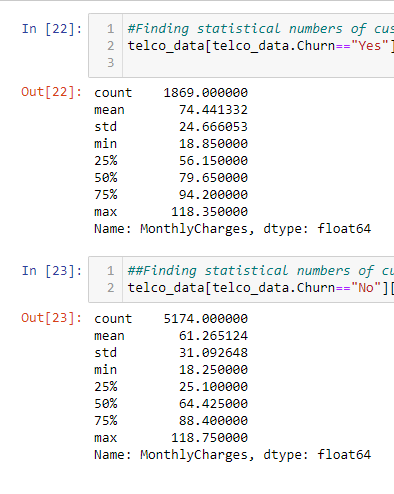 In [22]:
1 #Finding statistical numbers of
2 telco_data[telco_data.Churn=="Yes"]
3
Out[22]:
count 1869.000000
mean 74.441332
std 24.666053
min 18.850000
25% 56.150000
50% 79.650000
75% 94.200000
max 118.350000
Name: MonthlyCharges, dtype: float64
In [23]:
1 ##Finding statistical numbers of
2 telco_data[telco_data.Churn=="No"][
Out[23]:
count 5174.000000
mean 61.265124
std 31.092648
min 18.250000
25% 25.100000
50% 64.425000
75% 88.400000
max 118.750000
Name: MonthlyCharges, dtype: float64